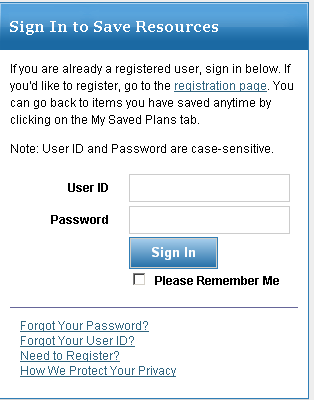 Sign In to Save Resources
If you are already a registered user, sign in below. If
you'd like to register, go to the registration page. You
can go back to items you have saved anytime by
clicking on the My Saved Plans tab.
Note: User ID and Password are case-sensitive.
User ID
Password
Sign In
Please Remember Me
Forgot Your Password?
Forgot Your User ID?
Need to Register?
How We Protect Your Privacy